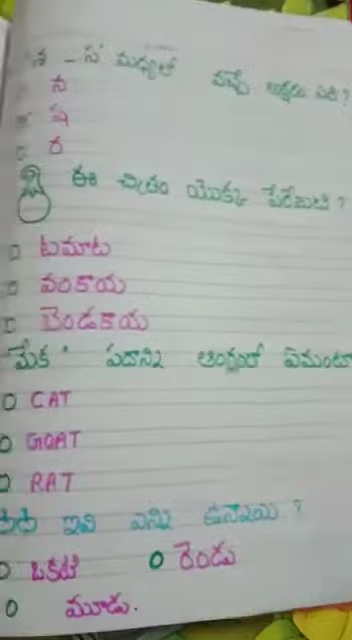 శ _ స మధ్యలో వచ్చే అక్షరం ఏది?
న
ష
ర
ఈ చిత్రం యొక్క పేరేమిటి?
టమాట
వంకాయ
బెండకాయ
మేక" పదాన్ని ఆంగ్లంలో ఏమంటా
CAT
GOAT
RAT
ఇవి ఎన్ని ఉన్నాయి?
ఒకటి రెండు
మూడు.